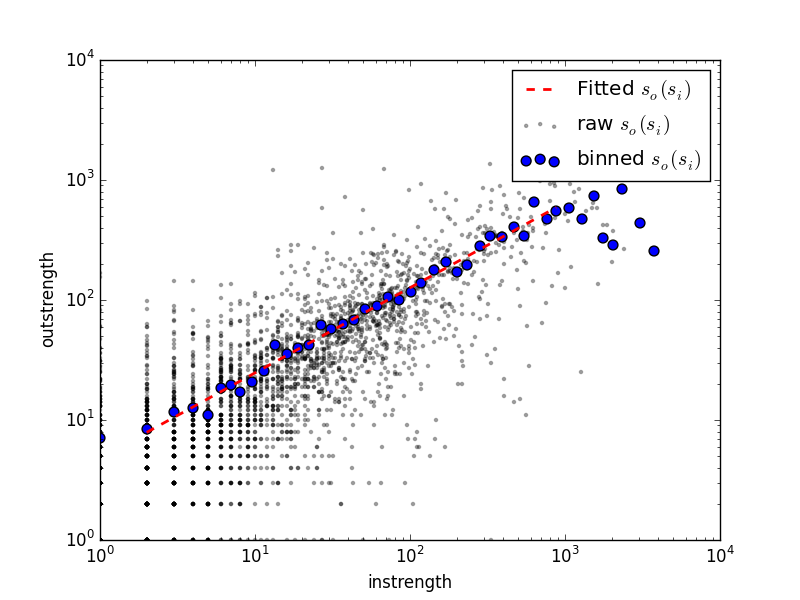 10^4
10^3
10^2
10^1
10^0
outstrength
Fitted s_o(s_i)
raw s_o(s_i)
binned s_o(s_i)
10^0 10^1 10^2 10^3 10^4
instrength